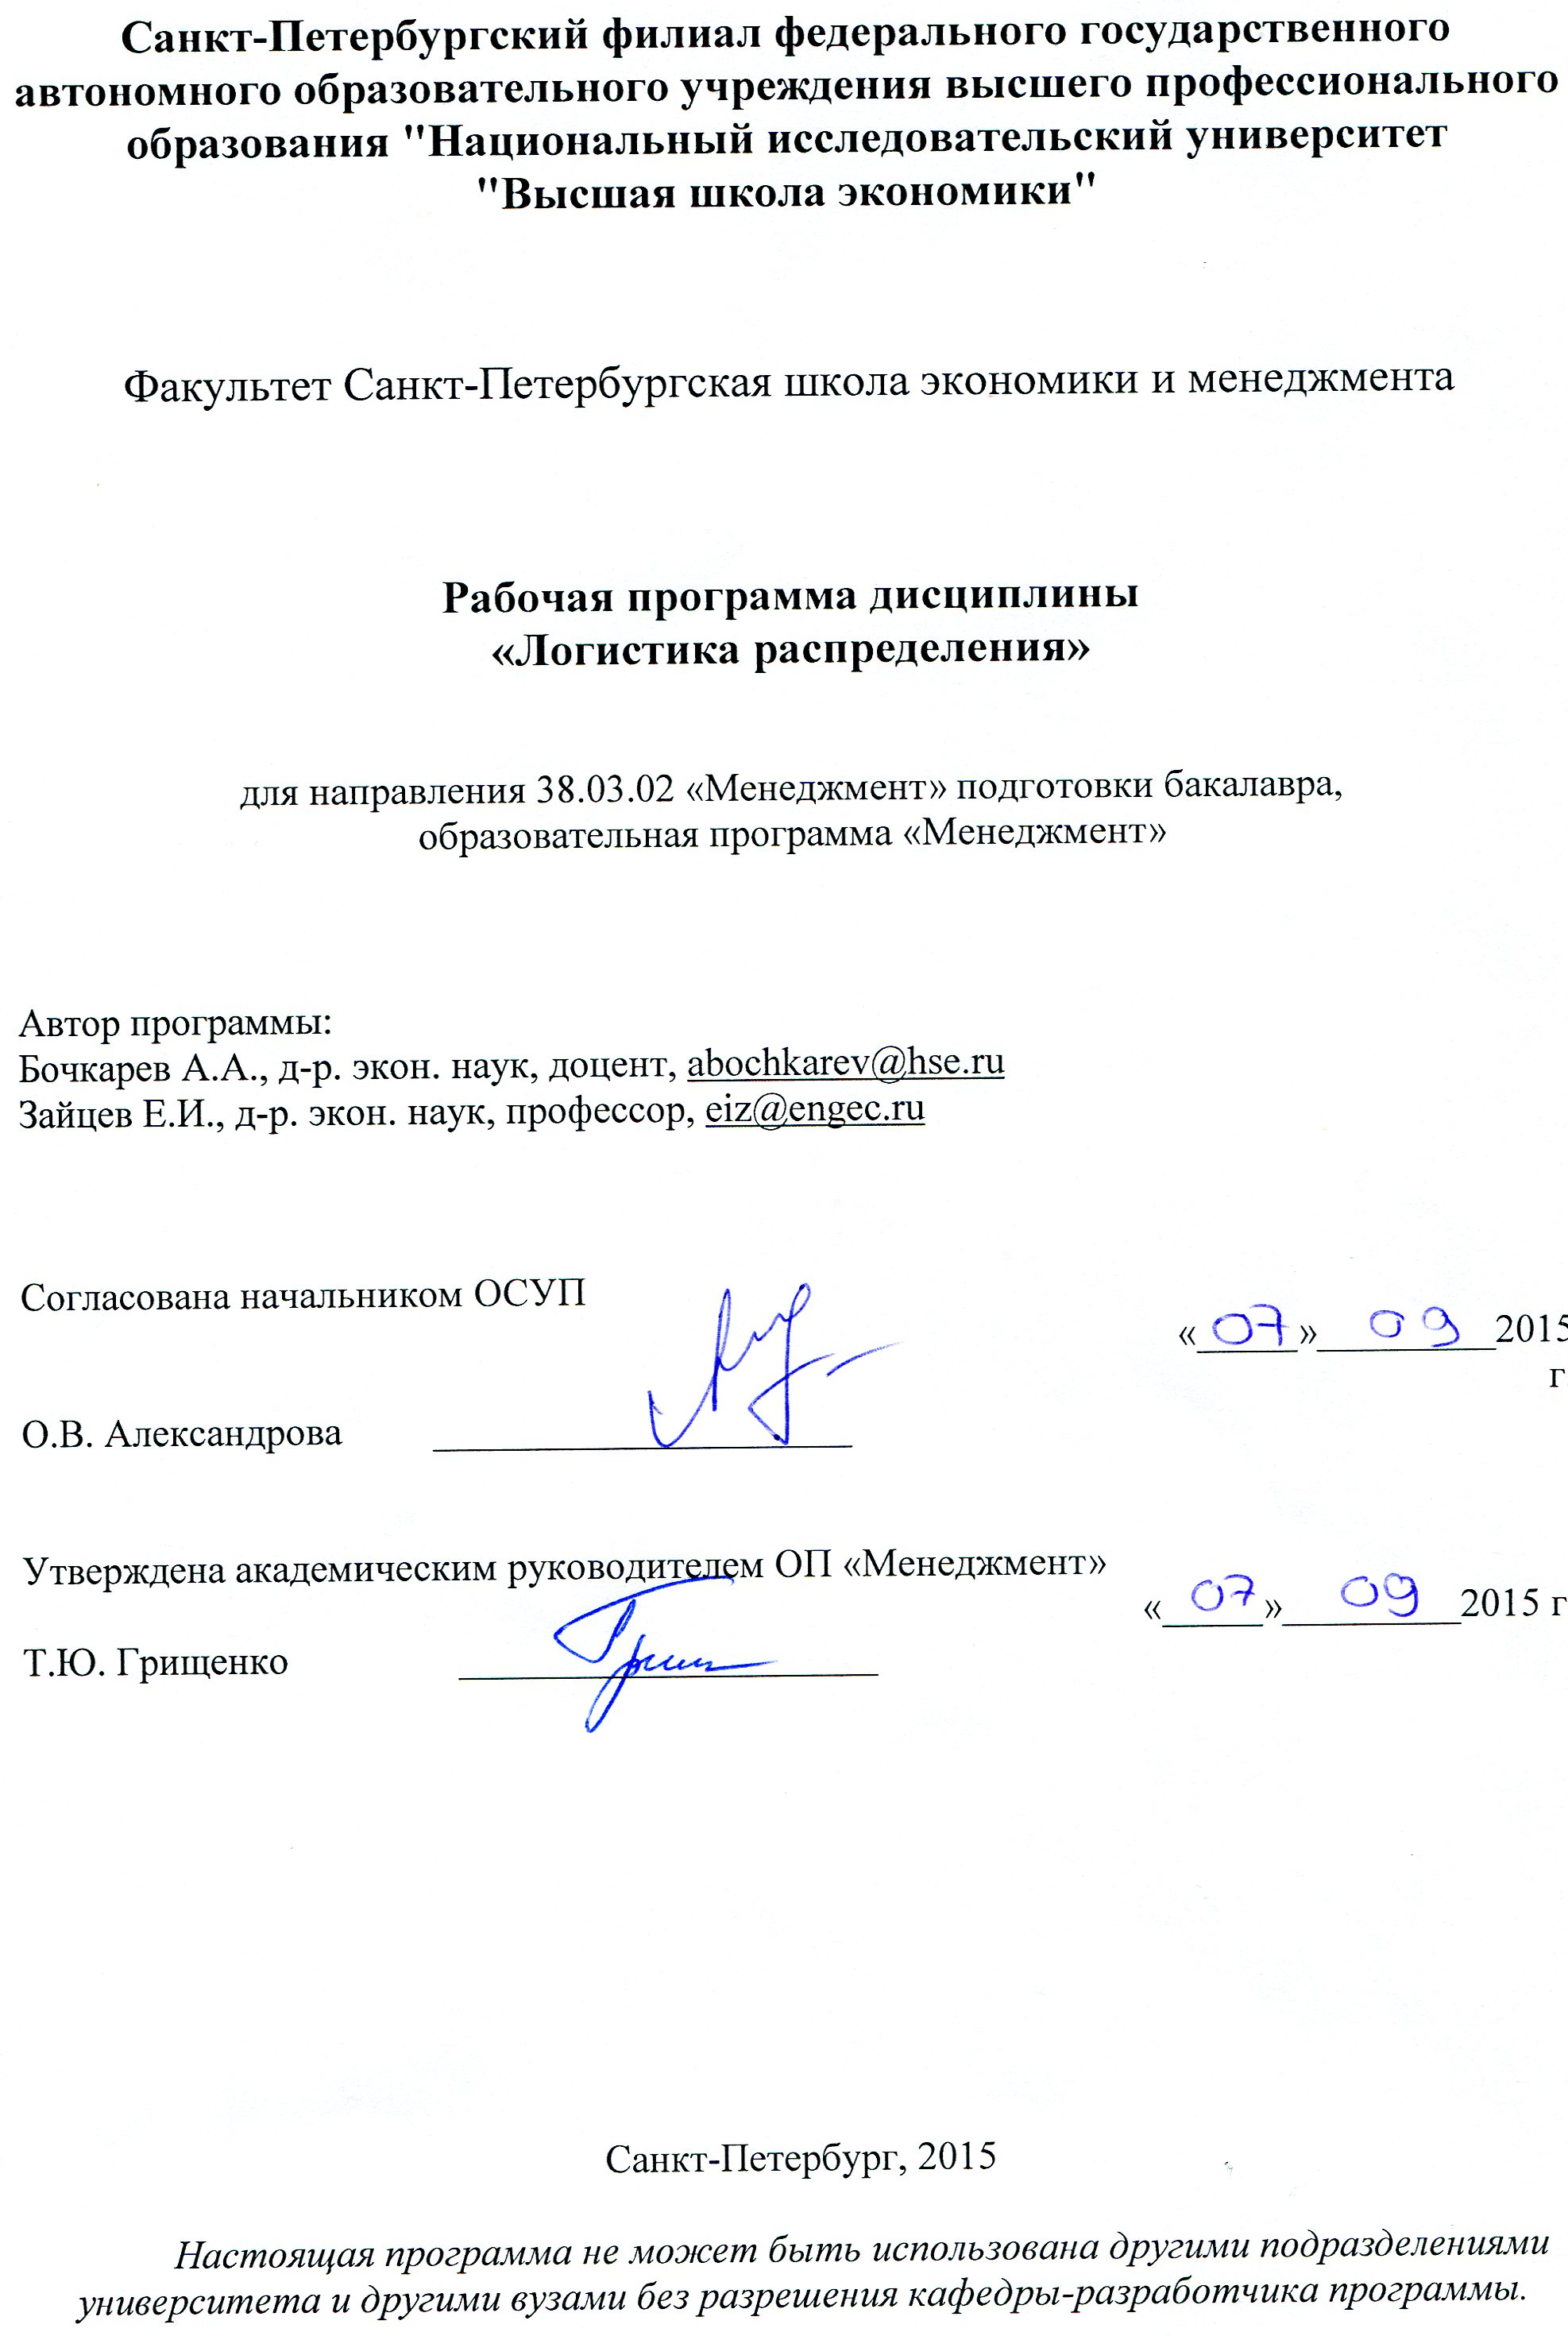 Санкт-Петербургский филиал федерального государственного
автономного образовательного учреждения высшего профессионального
образования "Национальный исследовательский университет
"Высшая школа экономики"
Факультет Санкт-Петербургская школа экономики и менеджмента
Рабочая программа дисциплины
«Логистика распределения»
для направления 38.03.02 «Менеджмент» подготовки бакалавра,
образовательная программа «Менеджмент»
Автор программы:
Бочкарев А.А., д-р. экон. наук, доцент, abochkarev@hse.ru
Зайцев Е.И., д-р. экон. наук, профессор, eiz@engec.ru
Согласована начальником ОСУП
«07» 09 2015
г
О.В. Александрова
Утверждена академическим руководителем ОП «Менеджмент»
«07» 09 2015 г
Т.Ю. Грищенко
Санкт-Петербург, 2015
Настоящая программа не может быть использована другими подразделениями
университета и другими вузами без разрешения кафедры-разработчика программы.